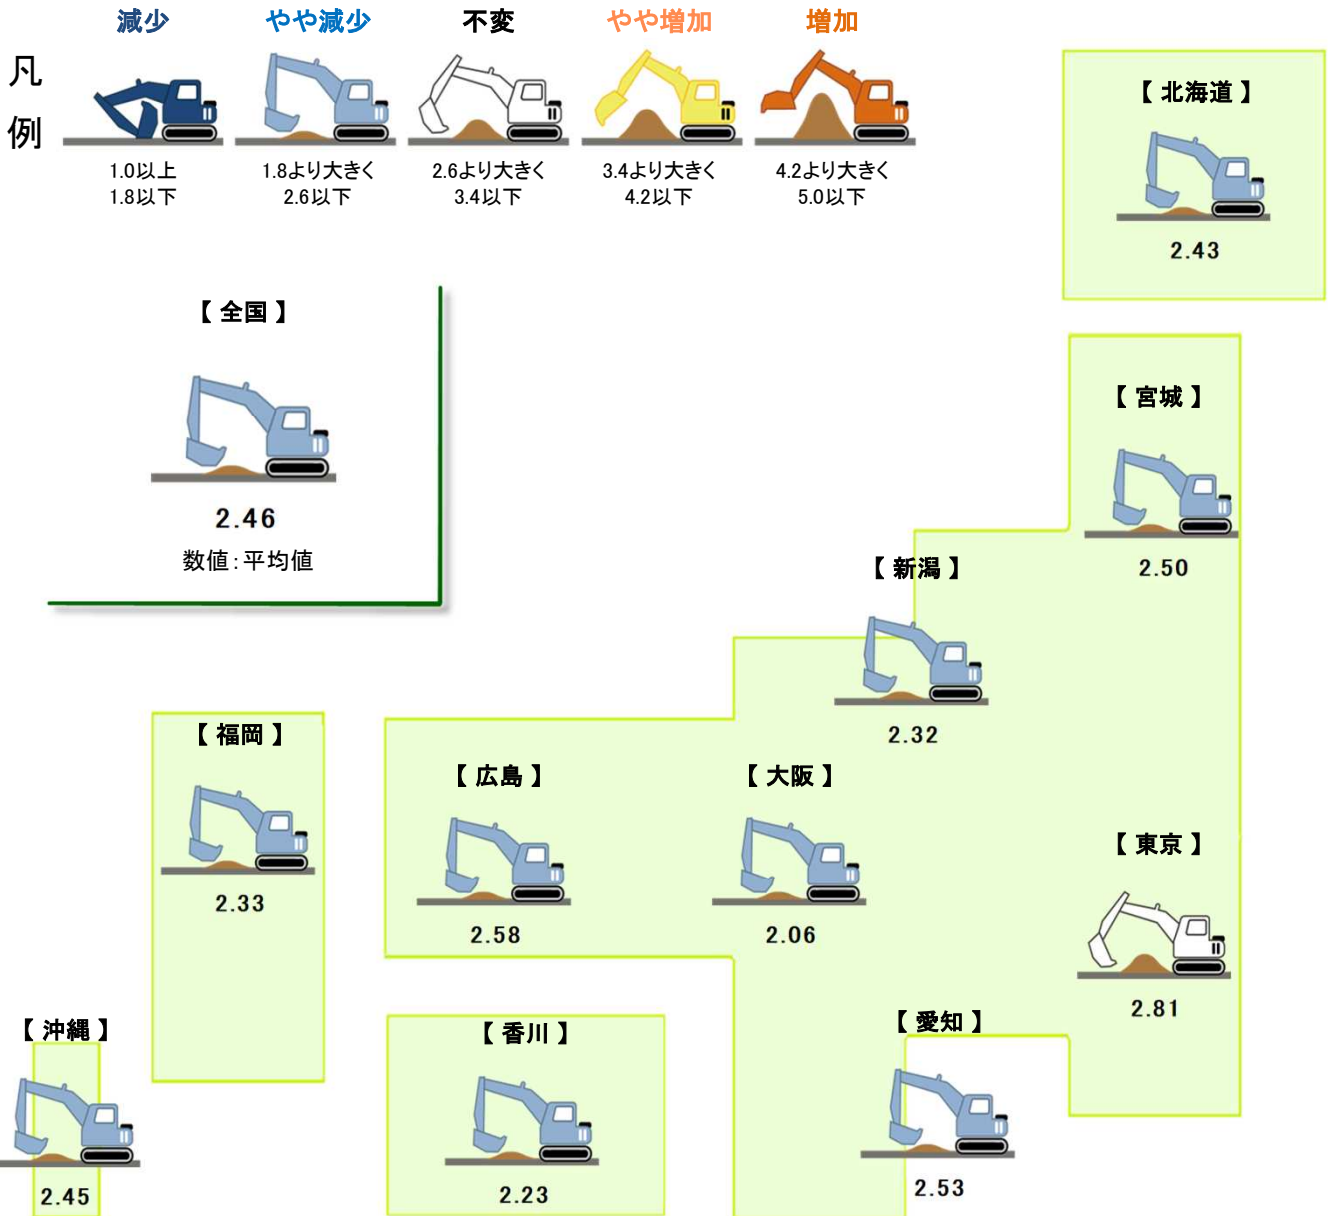 減少 やや減少 不変 やや増加 増加
凡例
1.0以上 1.8より大きく 2.6より大きく 3.4より大きく 4.2より大きく
1.8以下 2.6以下 3.4以下 4.2以下 5.0以下
【 北海道 】
2.43
【 全国 】
2.46
数値：平均値
【 宮城 】
2.50
【 新潟 】
2.32
【 福岡 】
2.33
【 広島 】
2.58
【 大阪 】
2.06
【 東京 】
2.81
【 沖縄 】
2.45
【 香川 】
2.23
【 愛知 】
2.53